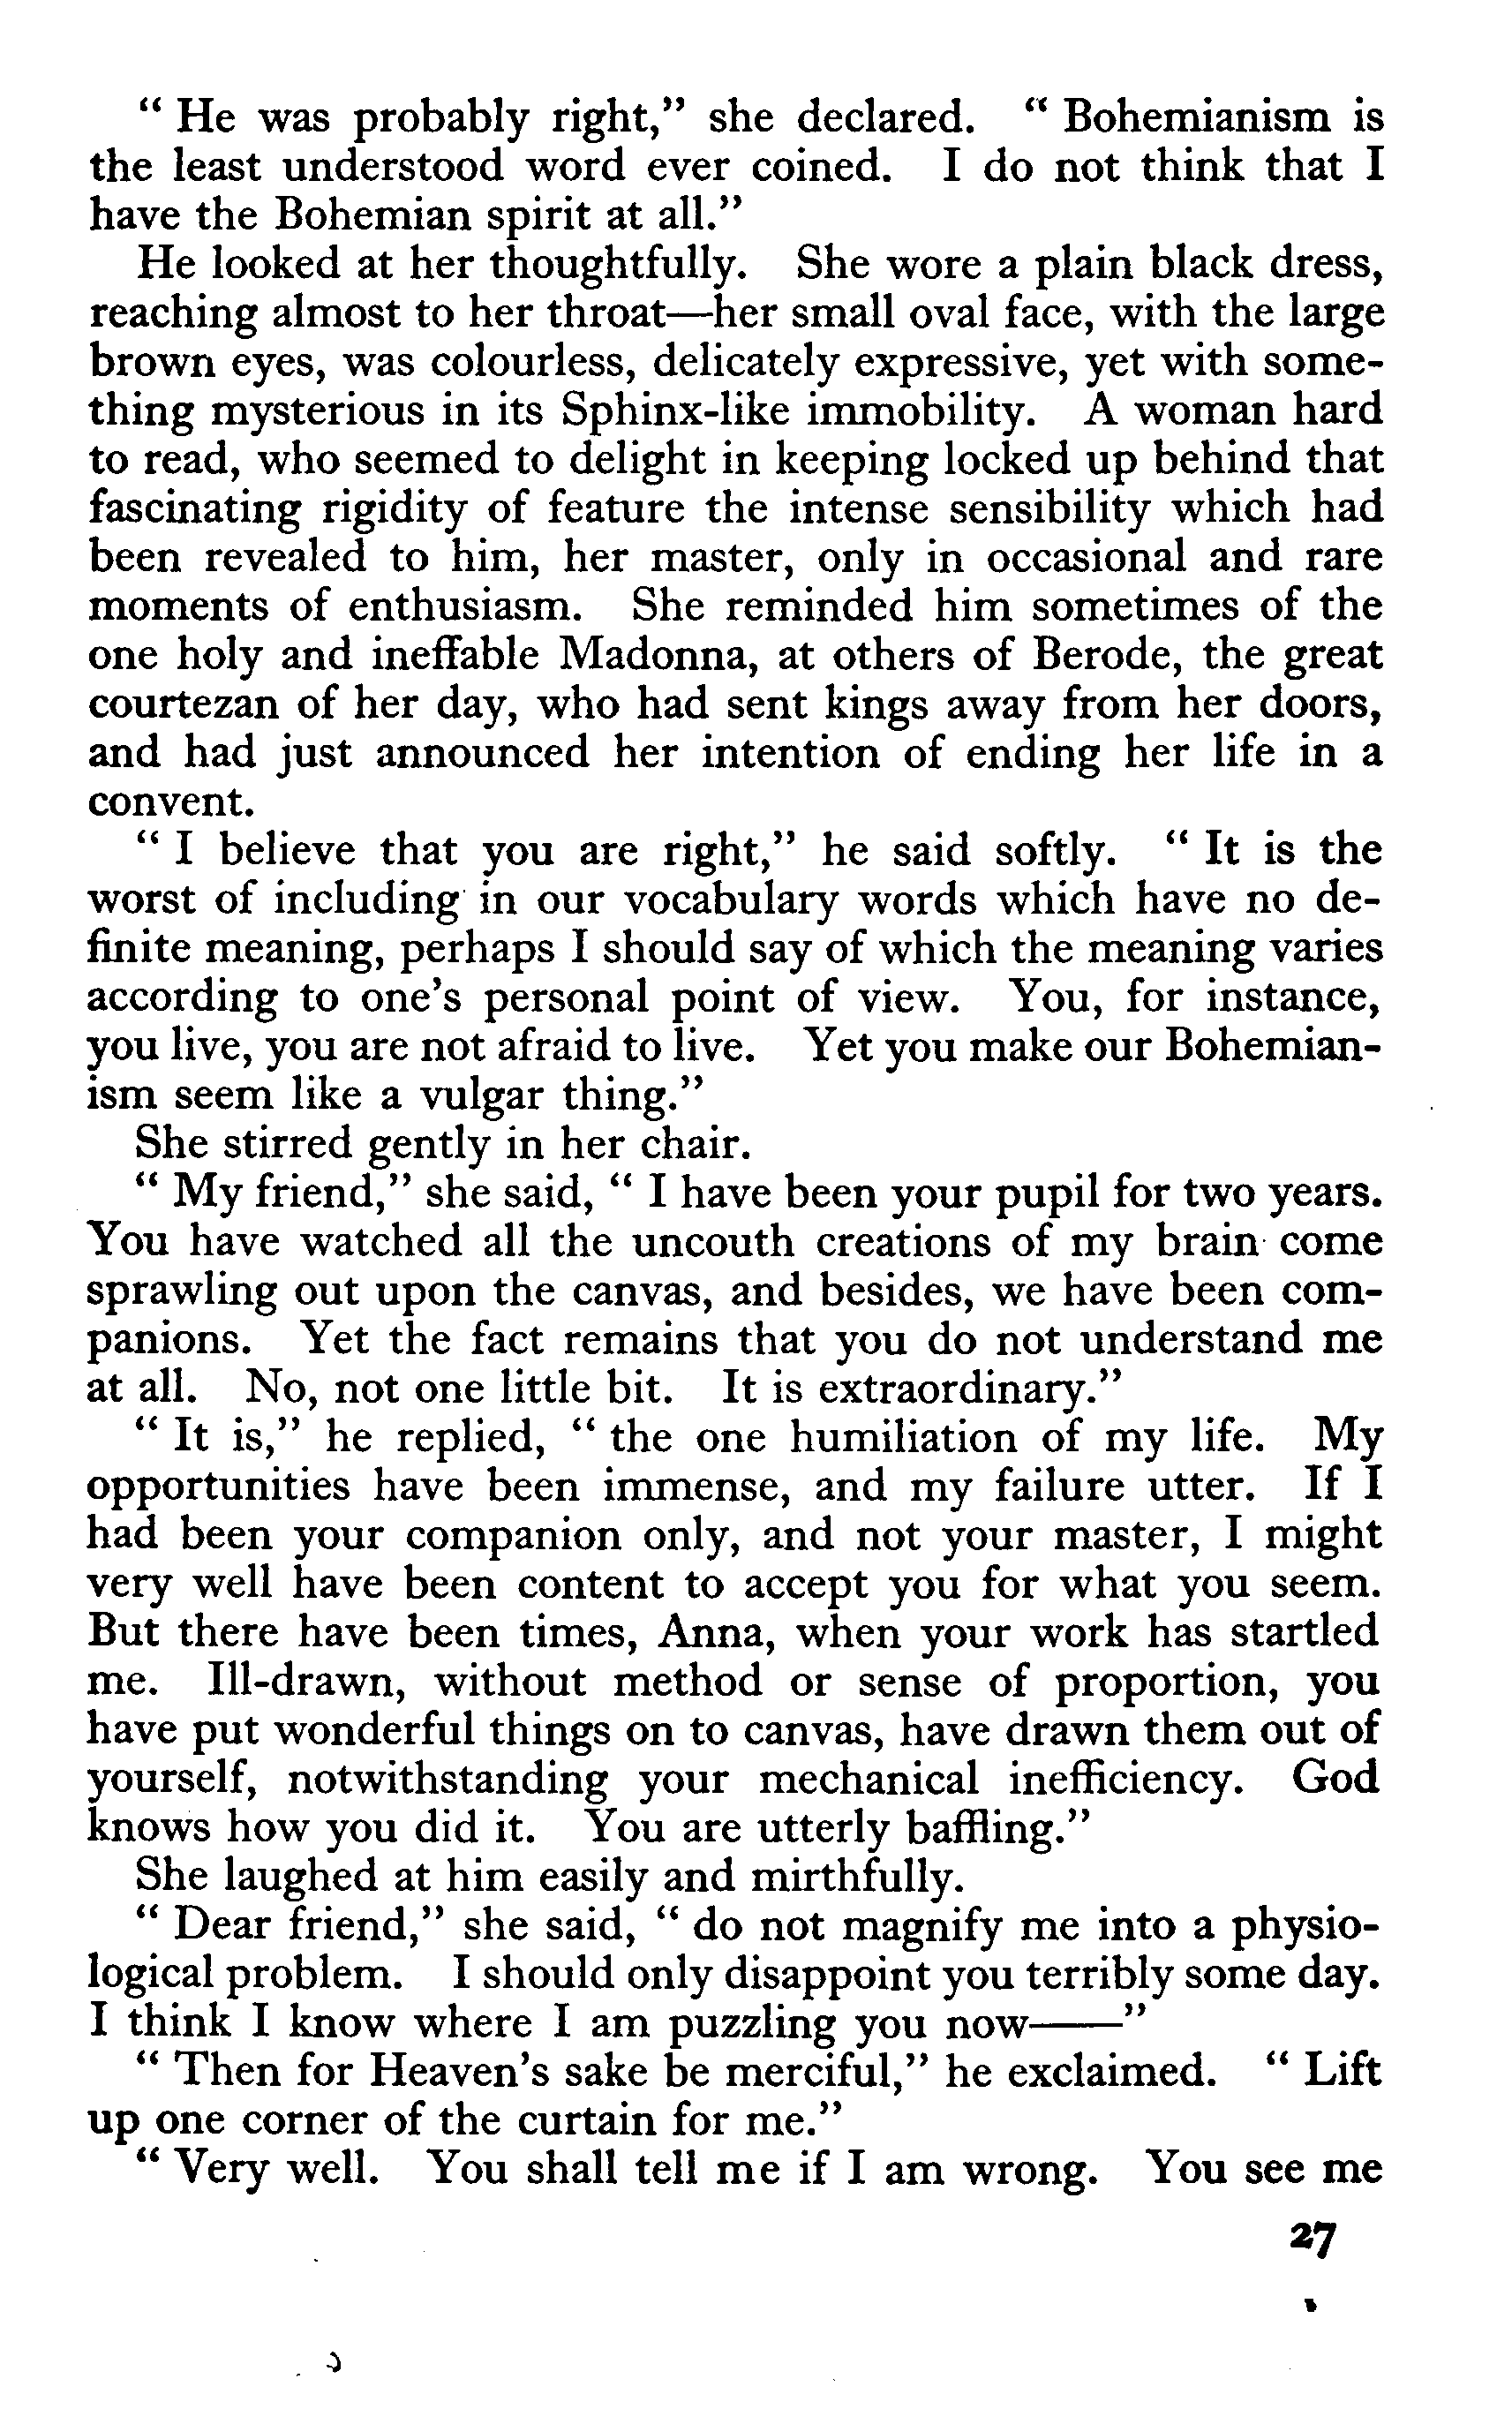 “ He was probably right,” she declared. “ Bohemianism is
the least understood word ever coined. I do not think that I
have the Bohemian spirit at all.”
He looked at her thoughtfully. She wore a plain black dress,
reaching almost to her throat—her small oval face, with the large
brown eyes, was colourless, delicately expressive, yet with some-
thing mysterious in its Sphinx-like immobility. A woman hard
to read, who seemed to delight in keeping locked up behind that
fascinating rigidity of feature the intense sensibility which had
been revealed to him, her master, only in occasional and rare
moments of enthusiasm. She reminded him sometimes of the
one holy and ineffable Madonna, at others of Berode, the great
courtezan of her day, who had sent kings away from her doors,
and had just announced her intention of ending her life in a
convent.
“ I believe that you are right,” he said softly. “ It is the
worst of including in our vocabulary words which have no de-
finite meaning, perhaps I should say of which the meaning varies
according to one’s personal point of view. You, for instance,
you live, you are not afraid to live. Yet you make our Bohemian-
ism seem like a vulgar thing.”
She stirred gently in her chair.
“ My friend,” she said, “ I have been your pupil for two years.
You have watched all the uncouth creations of my brain come
sprawling out upon the canvas, and besides, we have been com-
panions. Yet the fact remains that you do not understand me
at all. No, not one little bit. It is extraordinary.”
“ It is,” he replied, “ the one humiliation of my life. My
opportunities have been immense, and my failure utter. If I
had been your companion only, and not your master, I might
very well have been content to accept you for what you seem.
But there have been times, Anna, when your work has startled
me. Ill-drawn, without method or sense of proportion, you
have put wonderful things on to canvas, have drawn them out of
yourself, notwithstanding your mechanical inefficiency. God
knows how you did it. You are utterly baffling.”
She laughed at him easily and mirthfully.
“ Dear friend,” she said, “ do not magnify me into a physio-
logical problem. I should only disappoint you terribly some day.
I think I know where I am puzzling you now——”
“ Then for Heaven’s sake be merciful,” he exclaimed. “ Lift
up one corner of the curtain for me.”
“ Very well. You shall tell me if I am wrong. You see me
27